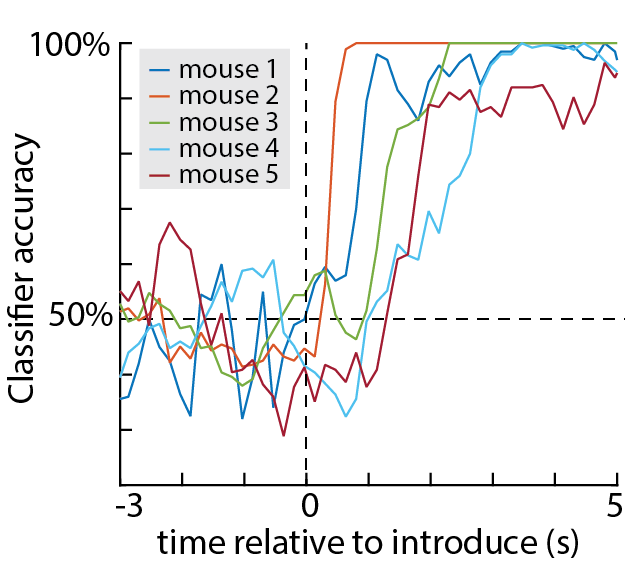 100%
mouse 1
mouse 2
mouse 3
mouse 4
mouse 5
Classifier accuracy
50%
-3 0 5
time relative to introduce (s)